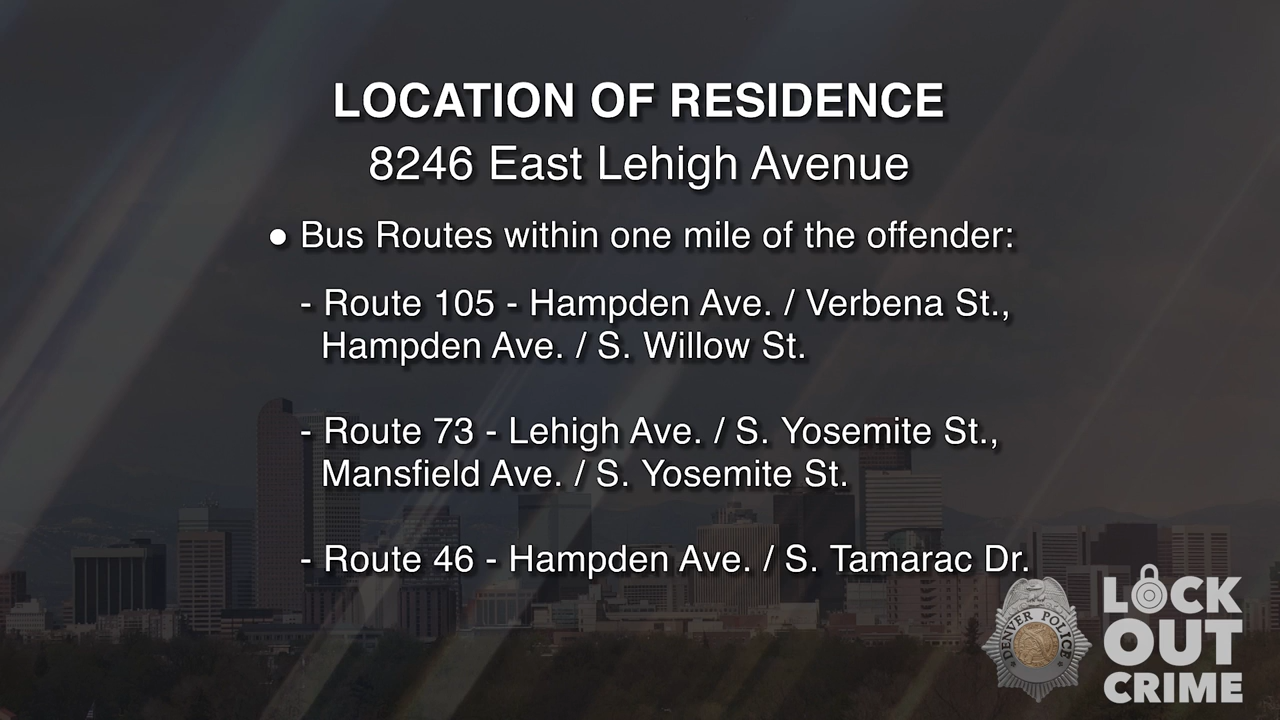 LOCATION OF RESIDENCE
8246 East Lehigh Avenue
● Bus Routes within one mile of the offender:
- Route 105 - Hampden Ave. / Verbena St.,
Hampden Ave. / S. Willow St.
- Route 73 - Lehigh Ave. / S. Yosemite St.,
Mansfield Ave. / S. Yosemite St.
- Route 46 - Hampden Ave. / S. Tamarac Dr.
DENVER POLICE
LOCK
OUT
CRIME